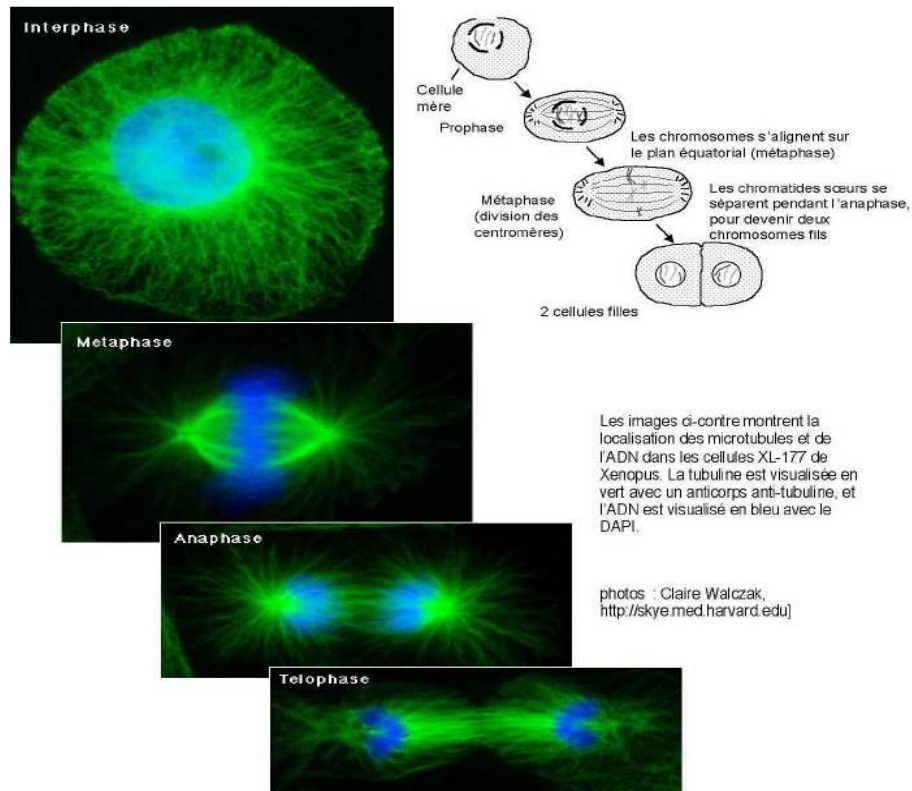 Interphase
Cellule
mère
Prophase
Les chromosomes s'alignent sur
le plan équatorial (métaphase)
Métaphase
(division des
centromères)
Les chromatides sœurs se
séparent pendant l'anaphase,
pour devenir deux
chromosomes fils
2 cellules filles
Metaphase
Les images ci-contre montrent la
localisation des microtubules et de
l'ADN dans les cellules XL-177 de
Xenopus. La tubuline est visualisée en
vert avec un anticorps anti-tubuline, et
l'ADN est visualisé en bleu avec le
DAPI.
Anaphase
photos : Claire Walczak,
http://skye.med.harvard.edu]
Telophase